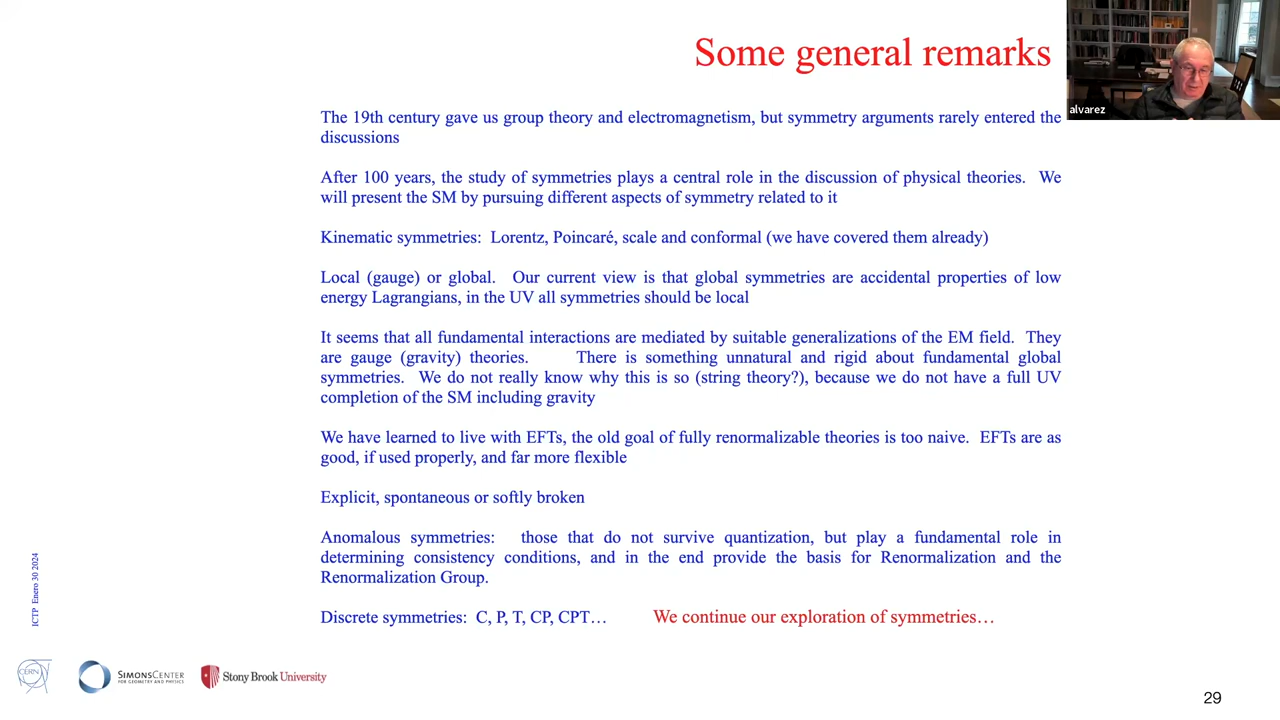 Some general remarks
alvarez
The 19th century gave us group theory and electromagnetism, but symmetry arguments rarely entered the
discussions
After 100 years, the study of symmetries plays a central role in the discussion of physical theories. We
will present the SM by pursuing different aspects of symmetry related to it
Kinematic symmetries: Lorentz, Poincaré, scale and conformal (we have covered them already)
Local (gauge) or global. Our current view is that global symmetries are accidental properties of low
energy Lagrangians, in the UV all symmetries should be local
It seems that all fundamental interactions are mediated by suitable generalizations of the EM field. They
are gauge (gravity) theories. There is something unnatural and rigid about fundamental global
symmetries. We do not really know why this is so (string theory?), because we do not have a full UV
completion of the SM including gravity
We have learned to live with EFTs, the old goal of fully renormalizable theories is too naive. EFTs are as
good, if used properly, and far more flexible
Explicit, spontaneous or softly broken
Anomalous symmetries: those that do not survive quantization, but play a fundamental role in
determining consistency conditions, and in the end provide the basis for Renormalization and the
Renormalization Group.
Discrete symmetries: C, P, T, CP, CPT… We continue our exploration of symmetries…
ICTP Enero 30 2024
CERN
SIMONS CENTER
FOR GEOMETRY AND PHYSICS
Stony Brook University
29